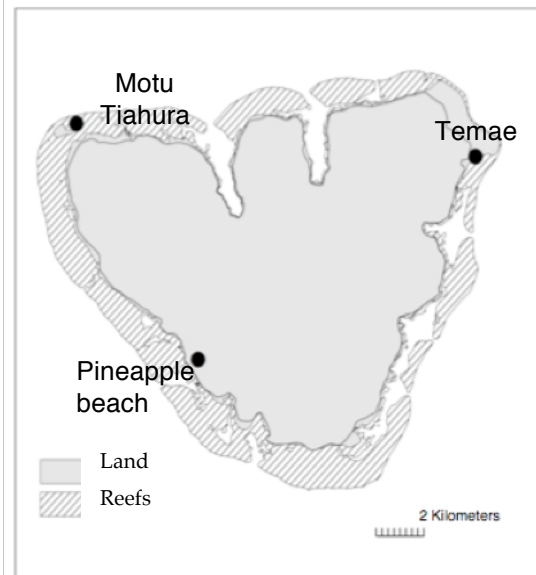 Motu
Tiahura
Temae
Pineapple
beach
Land
Reefs
2 Kilometers